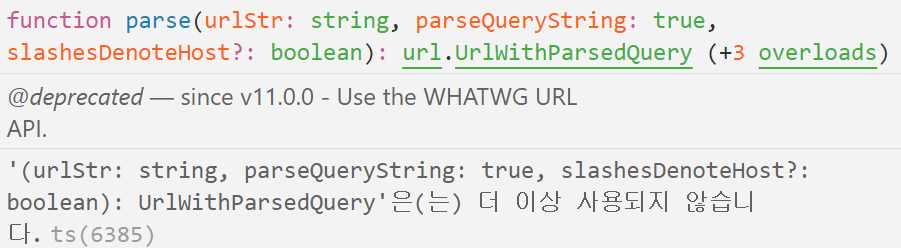 function parse(urlStr: string, parseQueryString: true,
slashesDenoteHost?: boolean): url.UrlWithParsedQuery (+3 overloads)
@deprecated — since v11.0.0 - Use the WHATWG URL
API.
'(urlStr: string, parseQueryString: true, slashesDenoteHost?:
boolean): UrlWithParsedQuery'은(는) 더 이상 사용되지 않습니
다. ts(6385)